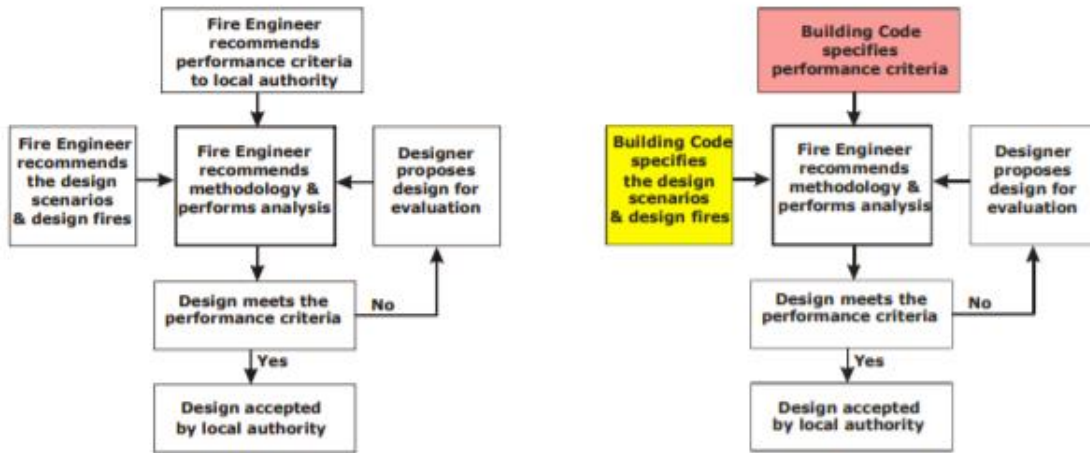 Fire Engineer
recommends
performance criteria
to local authority
Fire Engineer
recommends
the design
scenarios
& design fires
Fire Engineer
recommends
methodology &
performs analysis
Designer
proposes
design for
evaluation
Design meets the
performance criteria
No
Yes
Design accepted
by local authority
Building Code
specifies
performance criteria
Building Code
specifies
the design
scenarios
& design fires
Fire Engineer
recommends
methodology &
performs analysis
Designer
proposes
design for
evaluation
Design meets the
performance criteria
No
Yes
Design accepted
by local authority